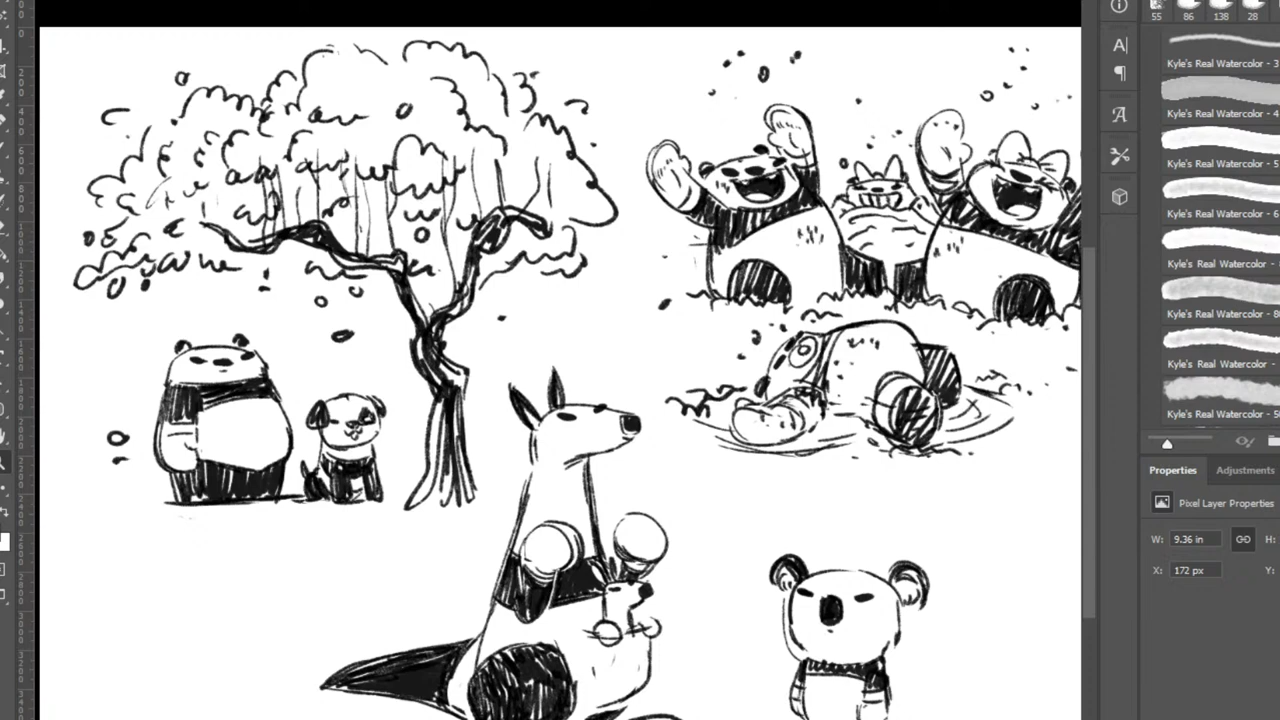 55 86 138 28
Kyle's Real Watercolor - 3
Kyle's Real Watercolor - 4
Kyle's Real Watercolor - 5
Kyle's Real Watercolor - 6
Kyle's Real Watercolor -
Kyle's Real Watercolor - 8
Kyle's Real Watercolor -
Kyle's Real Watercolor - 5
Properties Adjustments
Pixel Layer Properties
W: 9.36 in H:
X: 172 px Y: